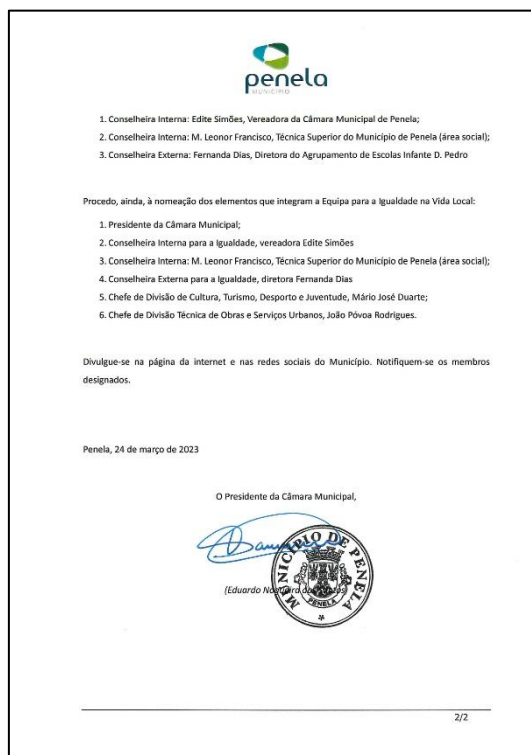 penela
MUNICÍPIO
1. Conselheira Interna: Edite Simões, Vereadora da Câmara Municipal de Penela;
2. Conselheira Interna: M. Leonor Francisco, Técnica Superior do Município de Penela (área social);
3. Conselheira Externa: Fernanda Dias, Diretora do Agrupamento de Escolas Infante D. Pedro
Procedo, ainda, à nomeação dos elementos que integram a Equipa para a Igualdade na Vida Local:
1. Presidente da Câmara Municipal;
2. Conselheira Interna para a Igualdade, vereadora Edite Simões
3. Conselheira Interna: M. Leonor Francisco, Técnica Superior do Município de Penela (área social);
4. Conselheira Externa para a Igualdade, diretora Fernanda Dias
5. Chefe de Divisão de Cultura, Turismo, Desporto e Juventude, Mário José Duarte;
6. Chefe de Divisão Técnica de Obras e Serviços Urbanos, João Póvoa Rodrigues.
Divulgue-se na página da internet e nas redes sociais do Município. Notifiquem-se os membros
designados.
Penela, 24 de março de 2023
O Presidente da Câmara Municipal,
MUNICÍPIO DE PENELA
PENELA
(Eduardo Nogueira dos Santos)
2/2